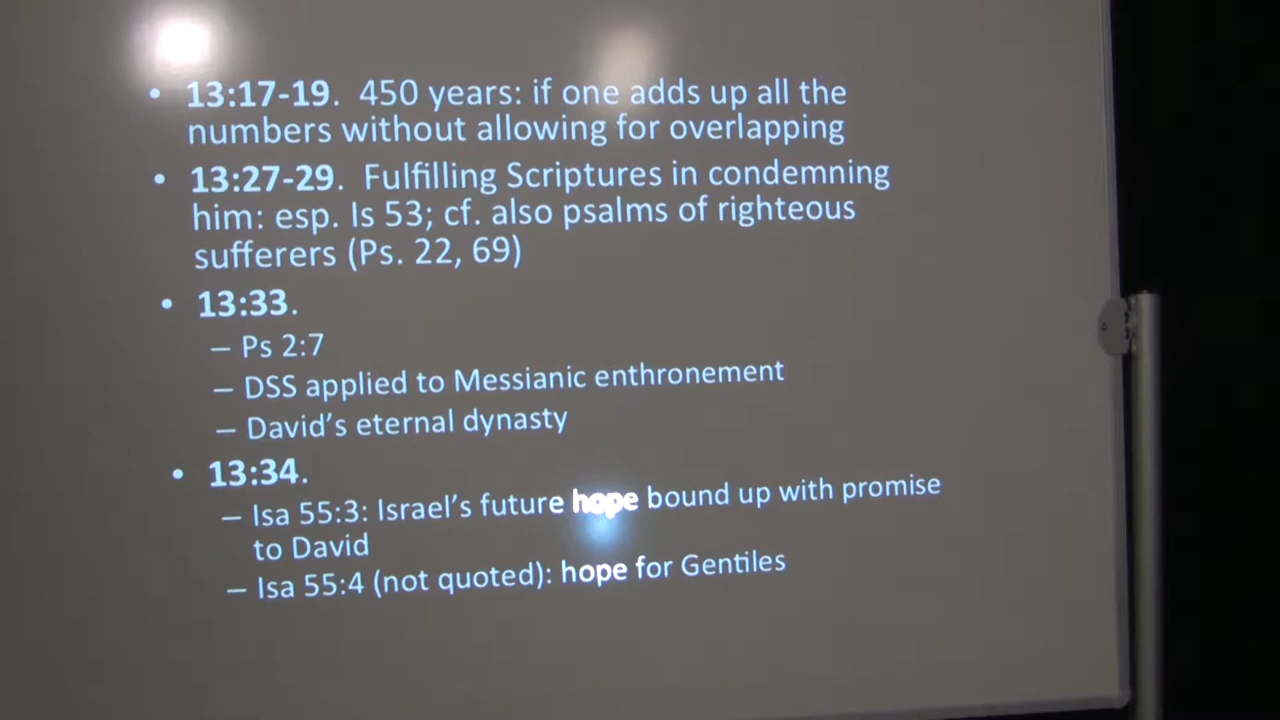 • 13:17-19. 450 years: if one adds up all the
numbers without allowing for overlapping
• 13:27-29. Fulfilling Scriptures in condemning
him: esp. Is 53; cf. also psalms of righteous
sufferers (Ps. 22, 69)
• 13:33.
– Ps 2:7
– DSS applied to Messianic enthronement
– David’s eternal dynasty
• 13:34.
– Isa 55:3: Israel’s future hope bound up with promise
to David
– Isa 55:4 (not quoted): hope for Gentiles